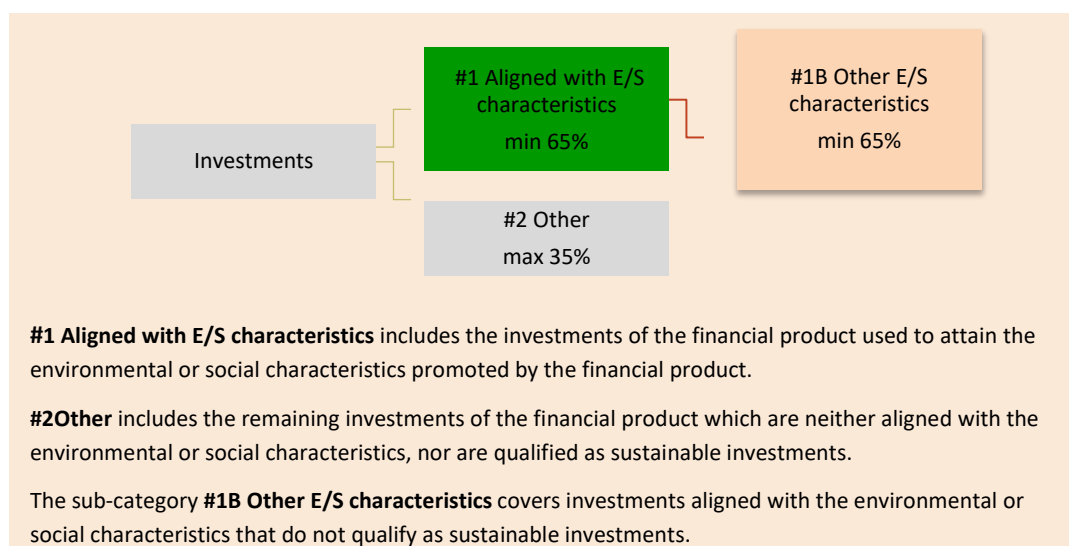 #1 Aligned with E/S
characteristics
min 65%
#1B Other E/S
characteristics
min 65%
Investments
#2 Other
max 35%
#1 Aligned with E/S characteristics includes the investments of the financial product used to attain the
environmental or social characteristics promoted by the financial product.
#2Other includes the remaining investments of the financial product which are neither aligned with the
environmental or social characteristics, nor are qualified as sustainable investments.
The sub-category #1B Other E/S characteristics covers investments aligned with the environmental or
social characteristics that do not qualify as sustainable investments.